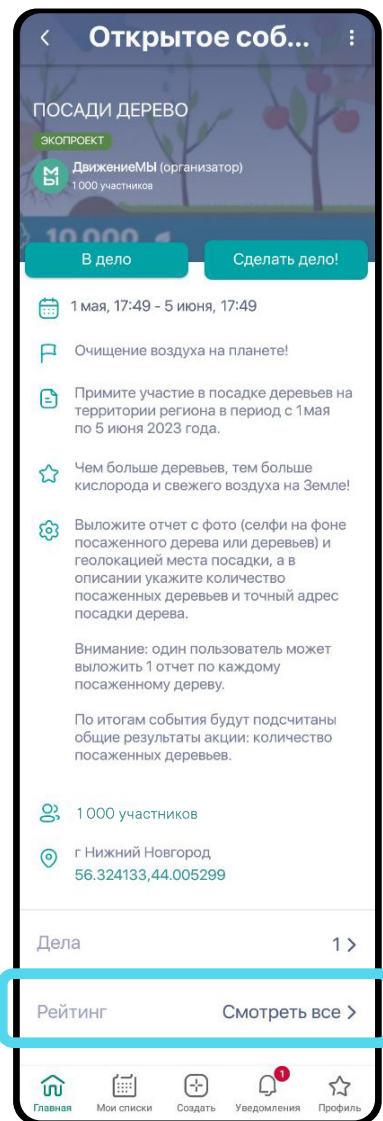 Открытое соб...
ПОСАДИ ДЕРЕВО
ЭКОПРОЕКТ
МЫ
ДвижениеМЫ (организатор)
1000 участников
10 000
В дело
Сделать дело!
1 мая, 17:49 - 5 июня, 17:49
Очищение воздуха на планете!
Примите участие в посадке деревьев на
территории региона в период с 1 мая
по 5 июня 2023 года.
Чем больше деревьев, тем больше
кислорода и свежего воздуха на Земле!
Выложите отчет с фото (селфи на фоне
посаженного дерева или деревьев) и
геолокацией места посадки, а в
описании укажите количество
посаженных деревьев и точный адрес
посадки дерева.
Внимание: один пользователь может
выложить 1 отчет по каждому
посаженному дереву.
По итогам события будут подсчитаны
общие результаты акции: количество
посаженных деревьев.
1 000 участников
г Нижний Новгород
56.324133,44.005299
Дела 1 >
Рейтинг Смотреть все >
1
Главная Мои списки Создать Уведомления Профиль